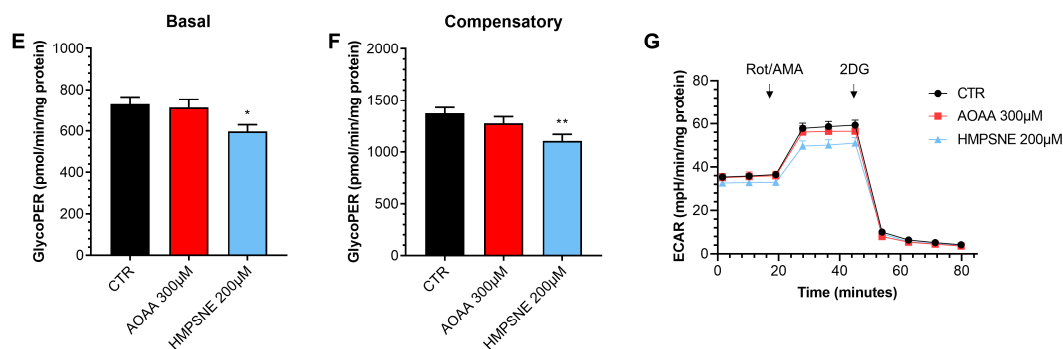 E
Basal
GlycoPER (pmol/min/mg protein)
1000
800
600
400
200
0
*
CTR
AOAA 300µM
HMPSNE 200µM
F
Compensatory
GlycoPER (pmol/min/mg protein)
2000
1500
1000
500
0
**
CTR
AOAA 300µM
HMPSNE 200µM
G
Rot/AMA
2DG
ECAR (mpH/min/mg protein)
80
60
40
20
0
0
20
40
60
80
Time (minutes)
CTR
AOAA 300µM
HMPSNE 200µM